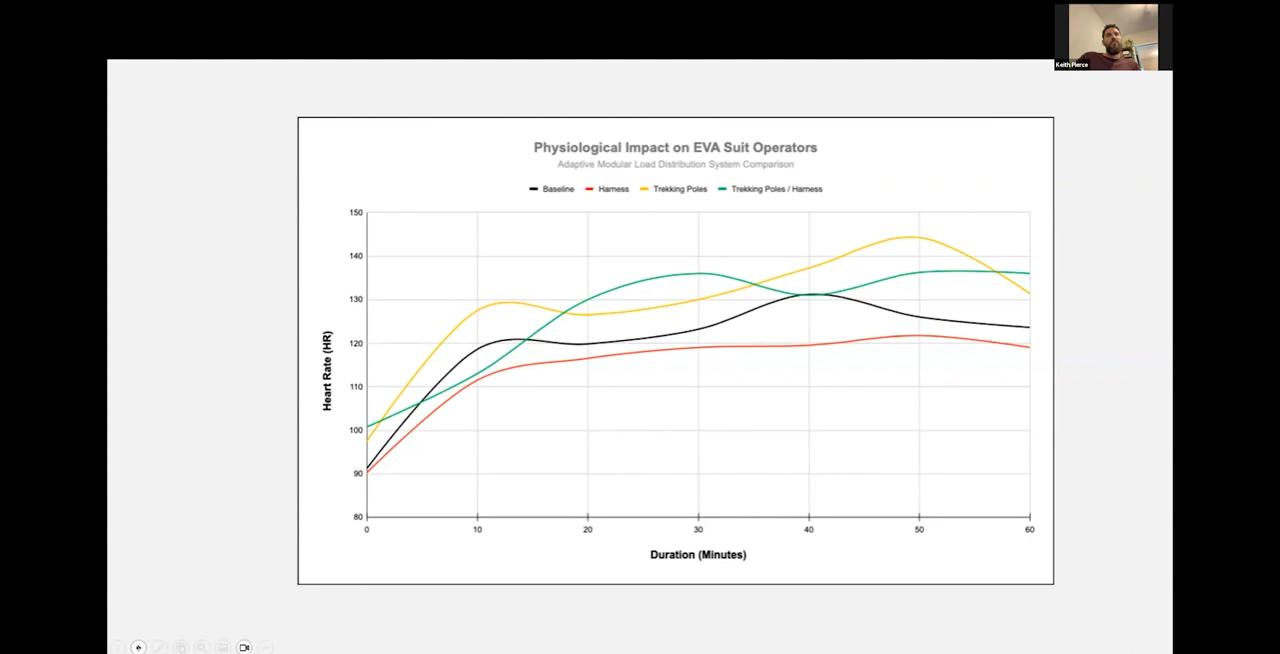 Keith Pierce
Physiological Impact on EVA Suit Operators
Adaptive Modular Load Distribution System Comparison
Baseline Harness Trekking Poles Trekking Poles / Harness
150
140
130
120
110
100
90
80
Heart Rate (HR)
0 10 20 30 40 50 60
Duration (Minutes)